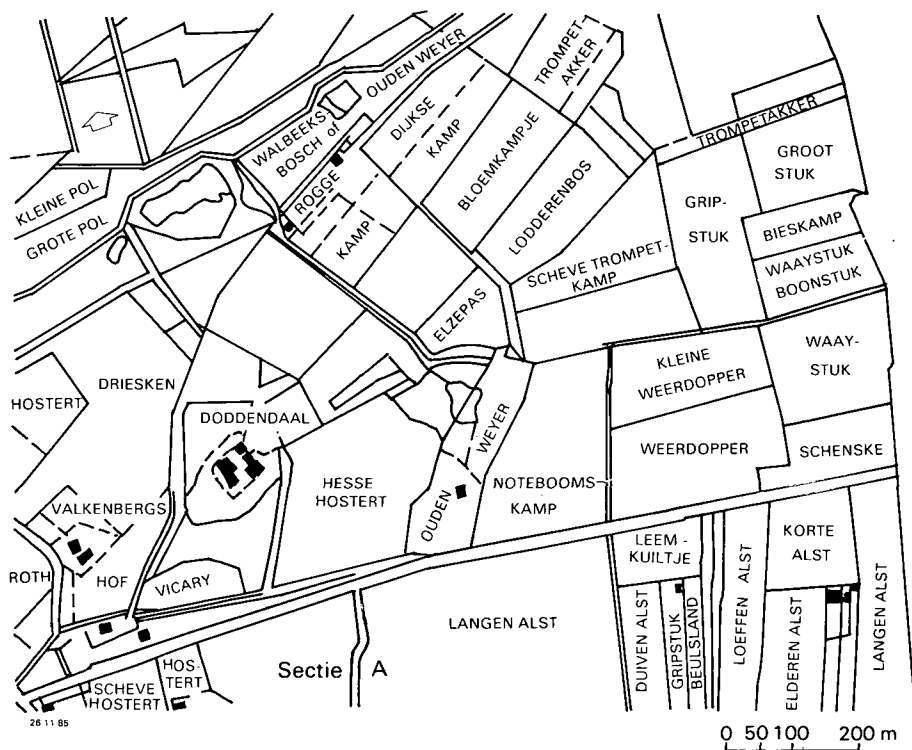 OUDEN WEYER
TROMPET-
AKKER
WALBEEKS
BOSCH of
DIJKSE
KAMP
TROMPETAKKER
KLEINE POL
GROTE POL
ROGGE
KAMP
BLOEMKAMPJE
LODDERENBOS
GROOT
STUK
GRIP-
STUK
BIESKAMP
WAAYSTUK
BOONSTUK
SCHEVE TROMPET-
KAMP
ELZEPAS
WAAY-
STUK
KLEINE
WEERDOPPER
DRIESKEN
HOSTERT
DODDENDAAL
HESSE
HOSTERT
OUDEN
WEYER
NOTEBOOMS-
KAMP
WEERDOPPER
SCHENSKE
VALKENBERGS
HOF
ROTH
VICARY
LEEM-
KUILTJE
KORTE
ALST
LANGEN ALST
DUIVEN ALST
GRIPSTUK
BEULSLAND
LOEFFEN ALST
ELDEREN ALST
LANGEN ALST
HOS-
TERT
SCHEVE
HOSTERT
Sectie A
26 11 85
0 50 100 200 m